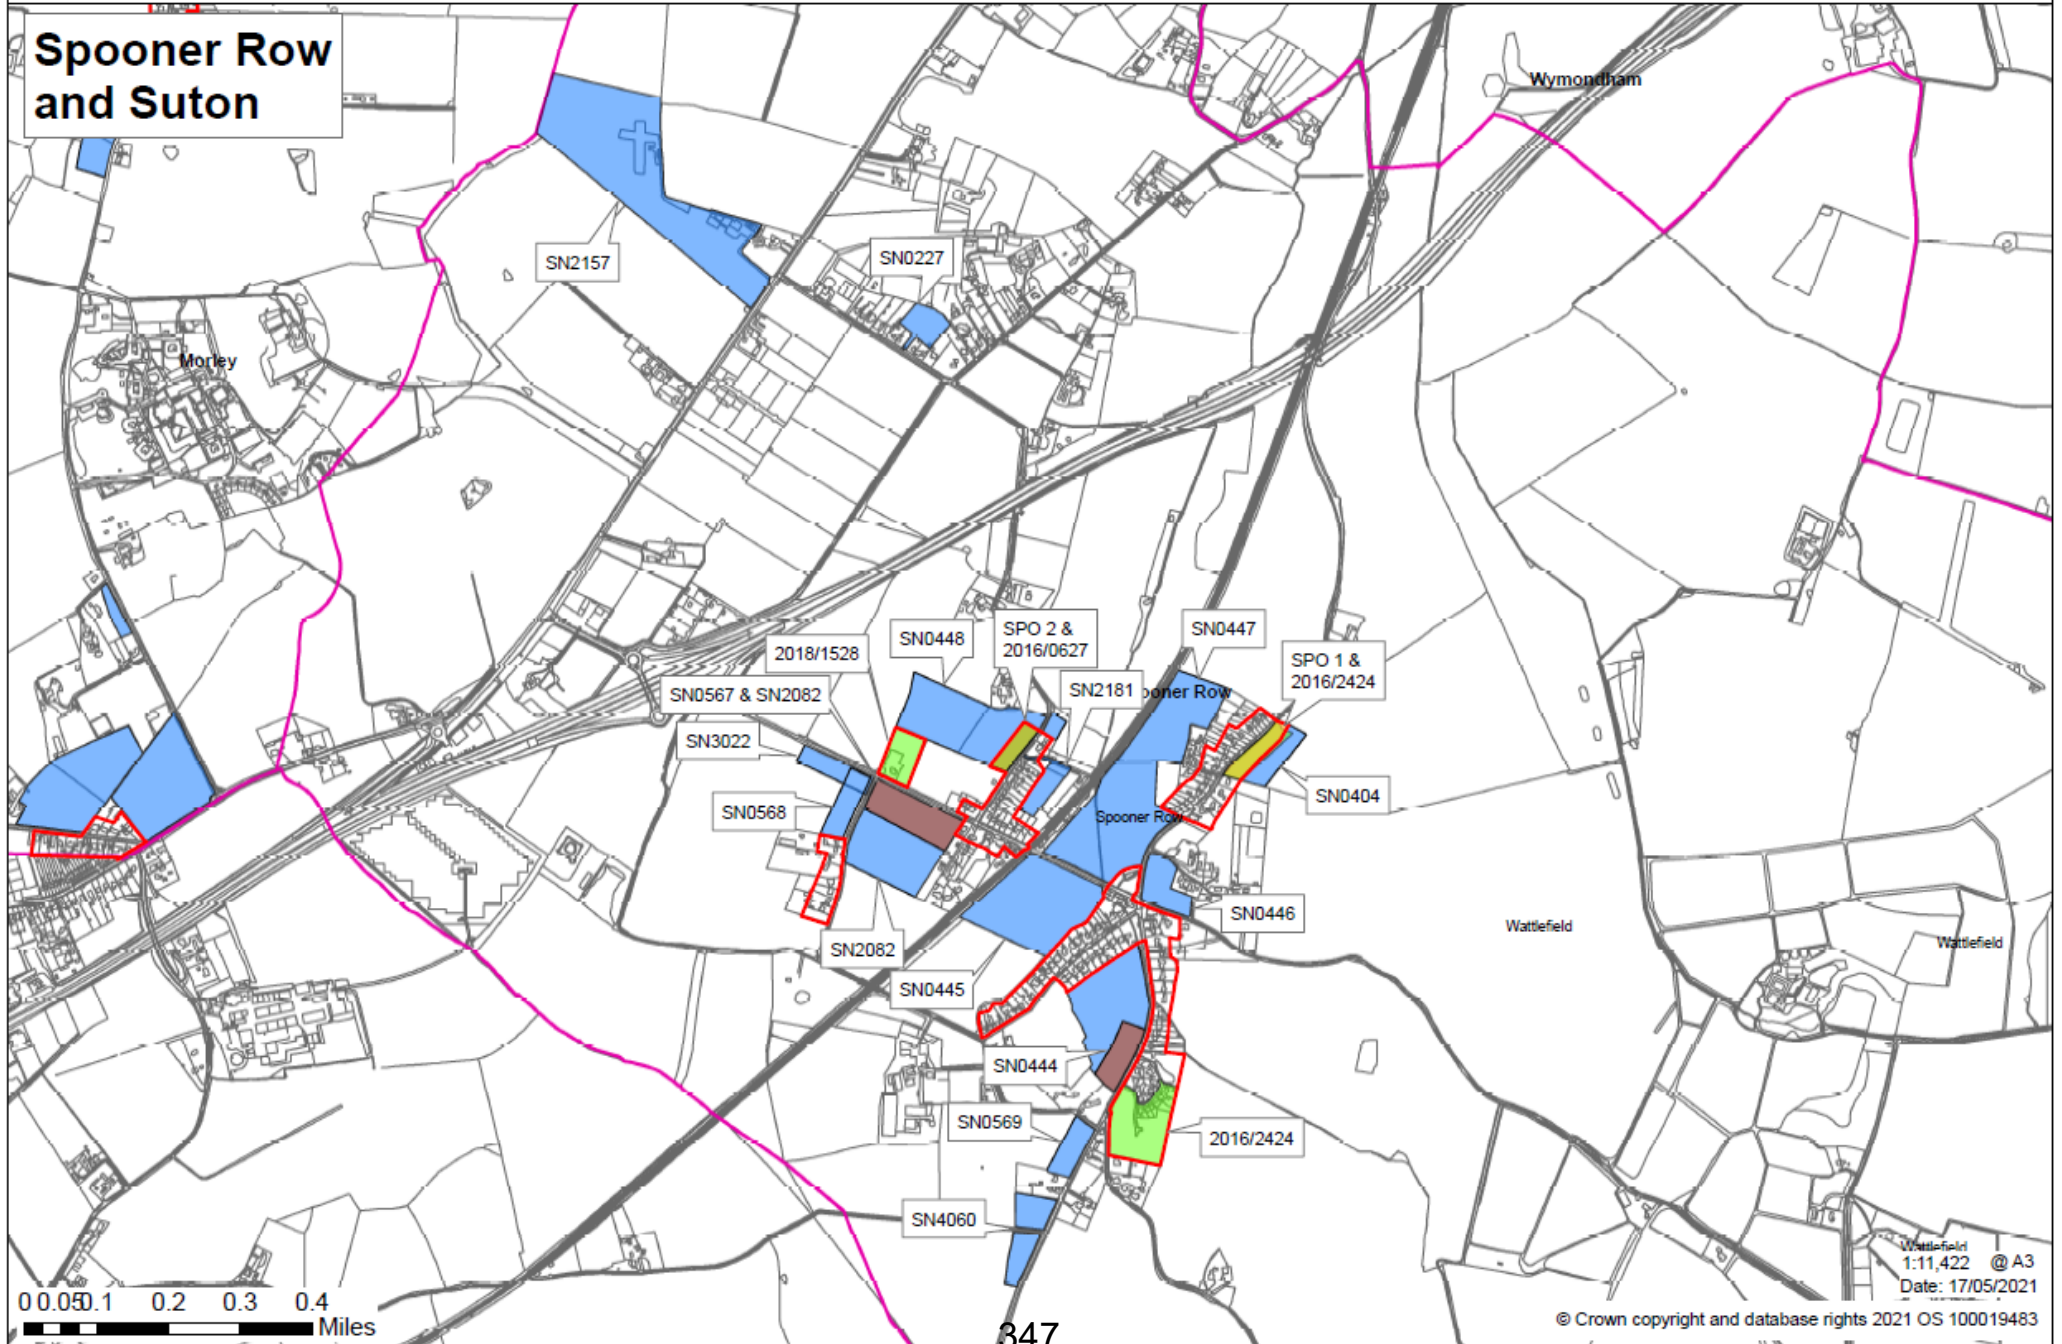 Spooner Row
and Suton
Wymondham
SN2157
SN0227
Morley
SN0448
SPO 2 &
2016/0627
SN0447
2018/1528
SPO 1 &
2016/2424
SN0567 & SN2082
SN2181
ooner Row
SN3022
SN0404
SN0568
Spooner Row
SN0446
Wattlefield
Wattlefield
SN2082
SN0445
SN0444
SN0569
2016/2424
SN4060
Wattlefield
1:11,422 @ A3
Date: 17/05/2021
0 0.05 0.1 0.2 0.3 0.4
Miles
© Crown copyright and database rights 2021 OS 100019483
347